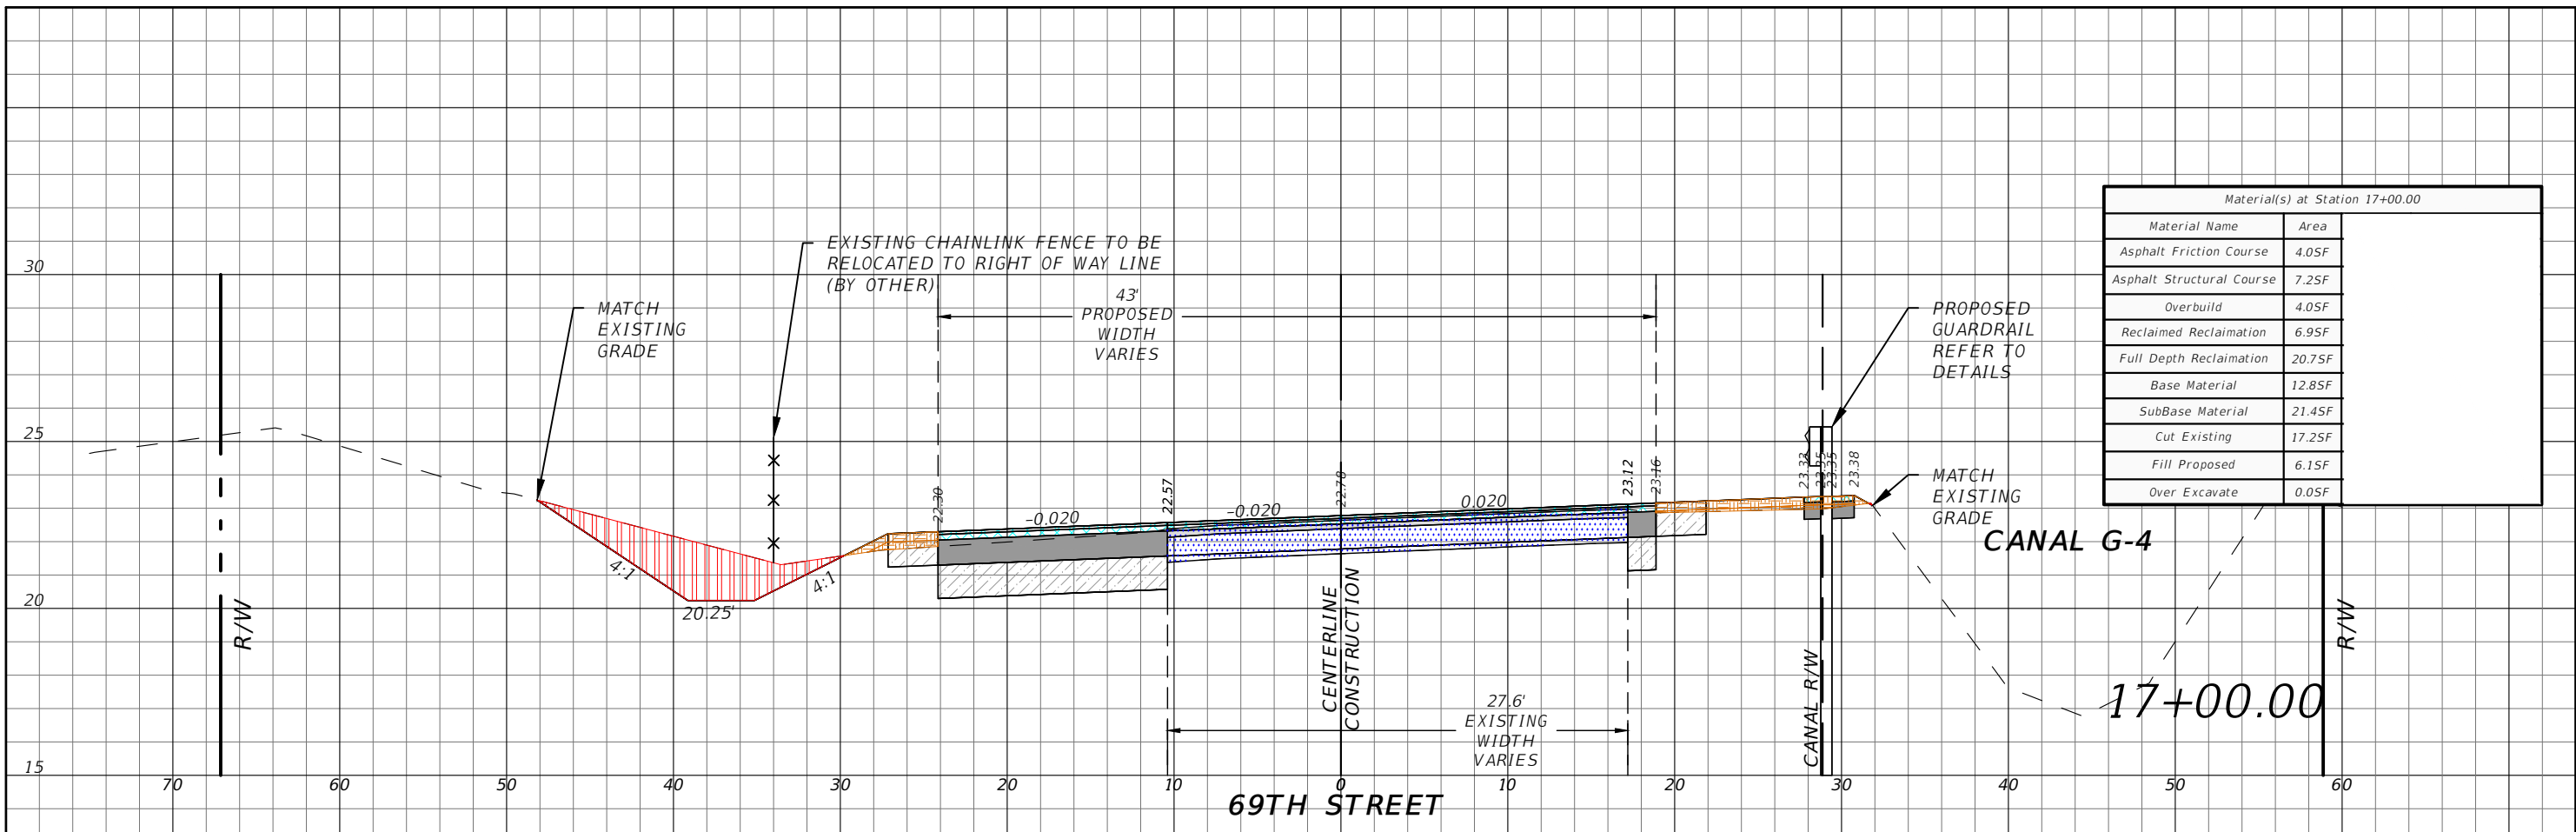 Material(s) at Station 17+00.00
Material Name Area
Asphalt Friction Course 4.0SF
Asphalt Structural Course 7.2SF
Overbuild 4.0SF
Reclaimed Reclaimation 6.9SF
Full Depth Reclaimation 20.7SF
Base Material 12.8SF
SubBase Material 21.4SF
Cut Existing 17.2SF
Fill Proposed 6.1SF
Over Excavate 0.0SF
EXISTING CHAINLINK FENCE TO BE
RELOCATED TO RIGHT OF WAY LINE
(BY OTHER)
30
25
20
15
MATCH
EXISTING
GRADE
43'
PROPOSED
WIDTH
VARIES
PROPOSED
GUARDRAIL
REFER TO
DETAILS
MATCH
EXISTING
GRADE
CANAL G-4
22.30
-0.020
22.57
-0.020
22.78
0.020
23.12
23.16
23.33
23.35
23.35
23.38
4:1
20.25'
4:1
R/W
CENTERLINE
CONSTRUCTION
CANAL R/W
R/W
27.6'
EXISTING
WIDTH
VARIES
17+00.00
70 60 50 40 30 20 10 0 10 20 30 40 50 60
69TH STREET